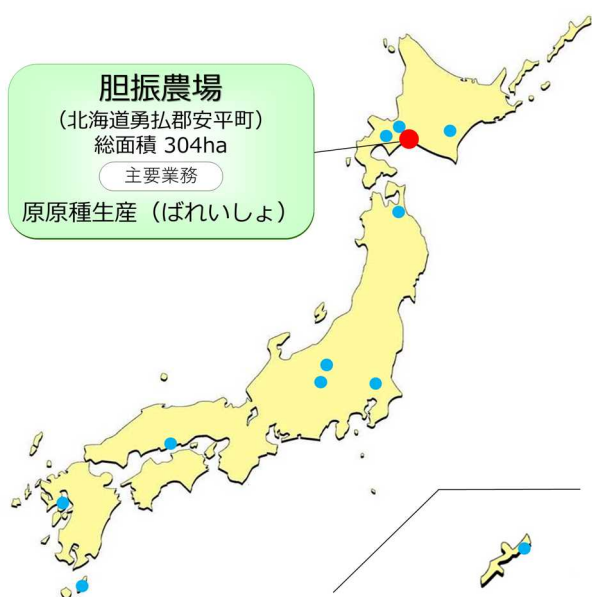 胆振農場
（北海道勇払郡安平町）
総面積 304ha
主要業務
原原種生産（ばれいしょ）